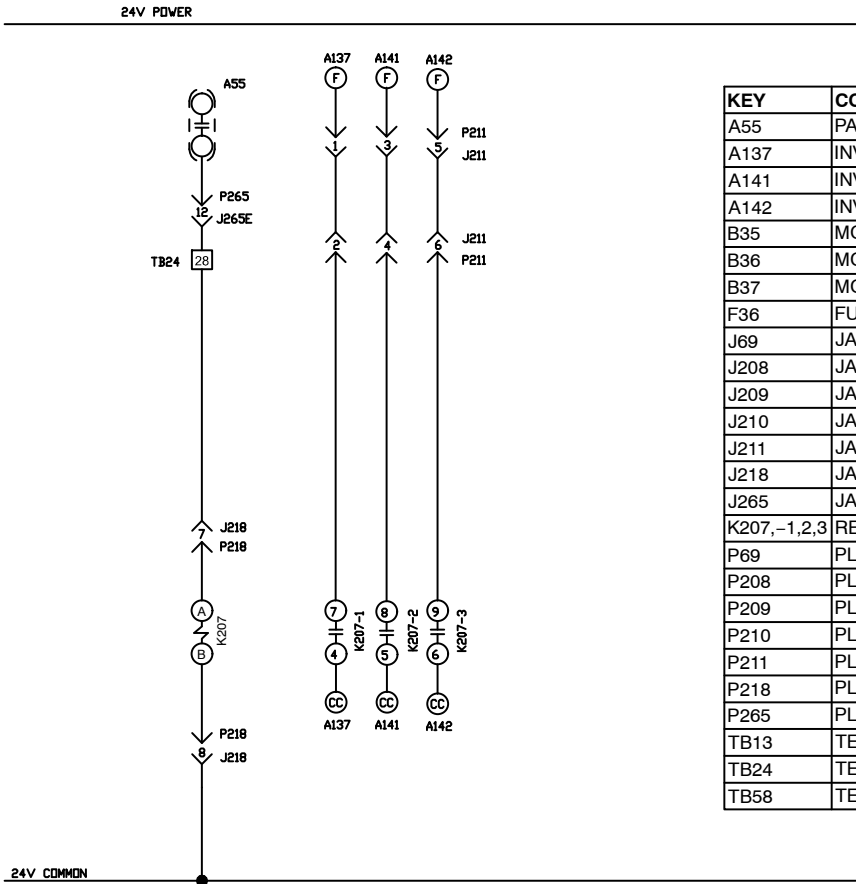 24V POWER
A55
A137 A141 A142
F F F
P265
12
J265E
TB24 28
1 3 5
P211
J211
2 4 6
J211
P211
J218
7
P218
A
B
K207
7 8 9
4 5 6
K207-1
K207-2
K207-3
CC CC CC
A137 A141 A142
P218
8
J218
24V COMMON
KEY
A55
A137
A141
A142
B35
B36
B37
F36
J69
J208
J209
J210
J211
J218
J265
K207,−1,2,3
P69
P208
P209
P210
P211
P218
P265
TB13
TB24
TB58